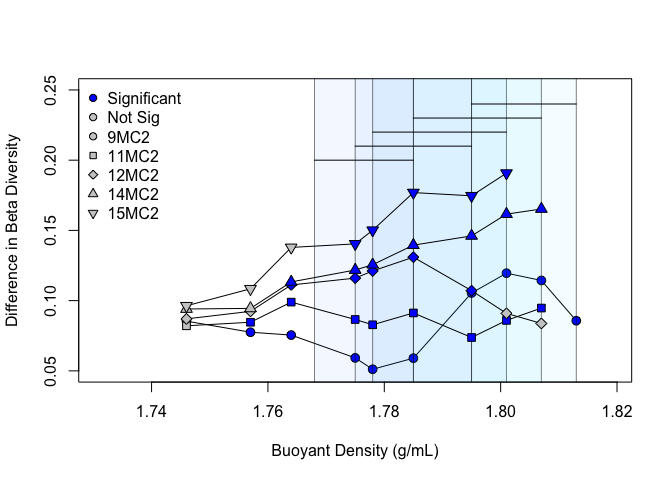 Significant
Not Sig
9MC2
11MC2
12MC2
14MC2
15MC2
0.25
0.20
0.15
0.10
0.05
Difference in Beta Diversity
1.74 1.76 1.78 1.80 1.82
Buoyant Density (g/mL)